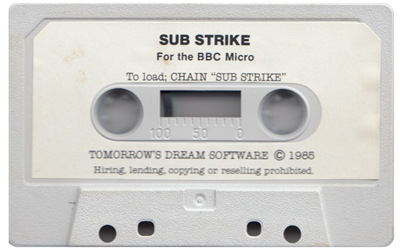 SUB STRIKE
For the BBC Micro
To load; CHAIN "SUB STRIKE"
100 50 0
TOMORROW'S DREAM SOFTWARE © 1985
Hiring, lending, copying or reselling prohibited.